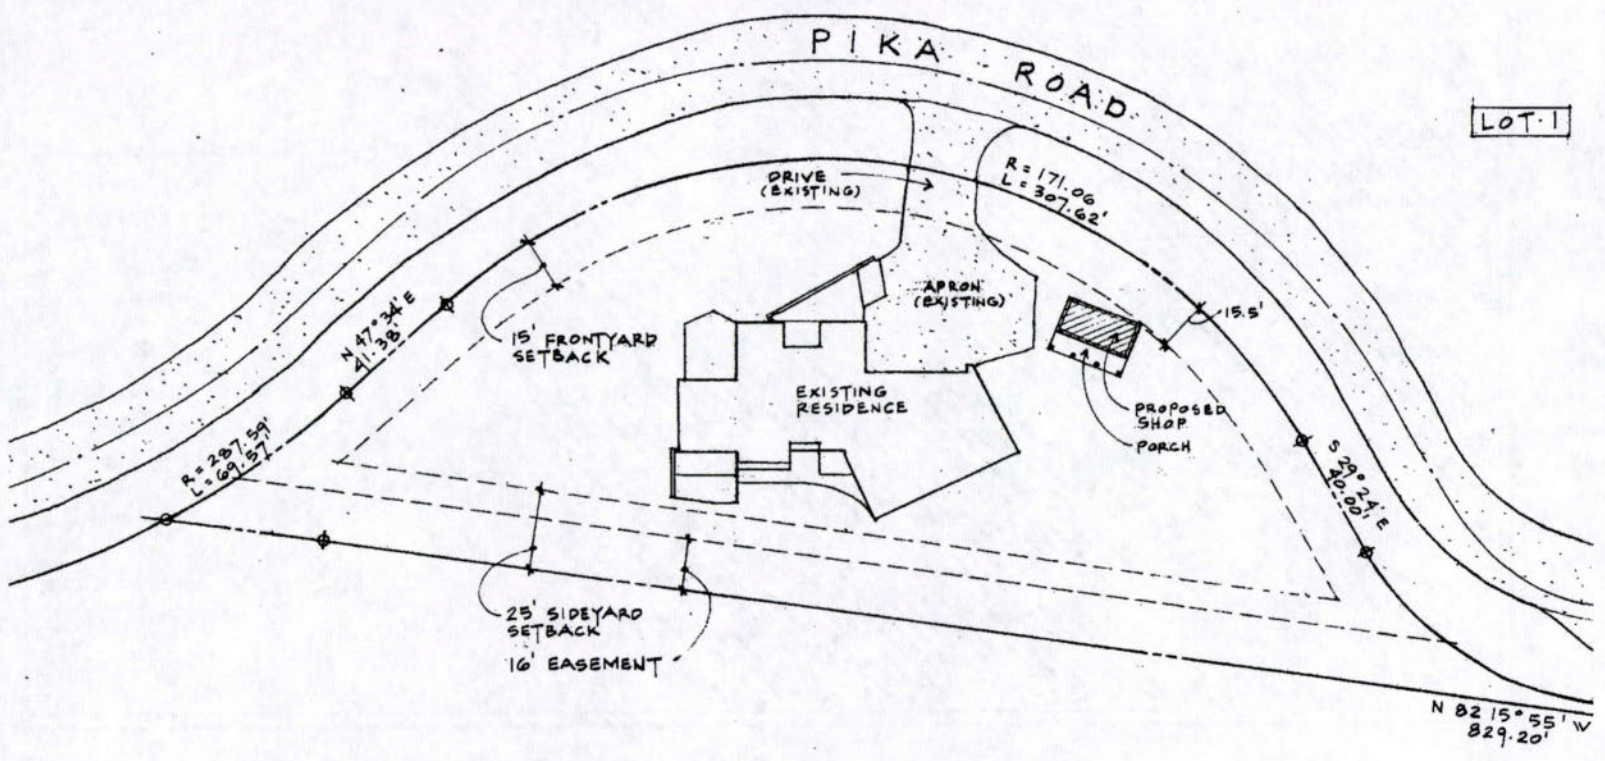 PIKA ROAD
LOT 1
DRIVE
(EXISTING)
R = 171.06
L = 307.62'
N 47° 34' E
41.38'
15' FRONTYARD
SETBACK
APRON
(EXISTING)
15.5'
EXISTING
RESIDENCE
PROPOSED
SHOP
PORCH
R = 287.59'
L = 69.57'
S 29° 24' E
40.00'
25' SIDEYARD
SETBACK
16' EASEMENT
N 82 15° 55' W
829.20'